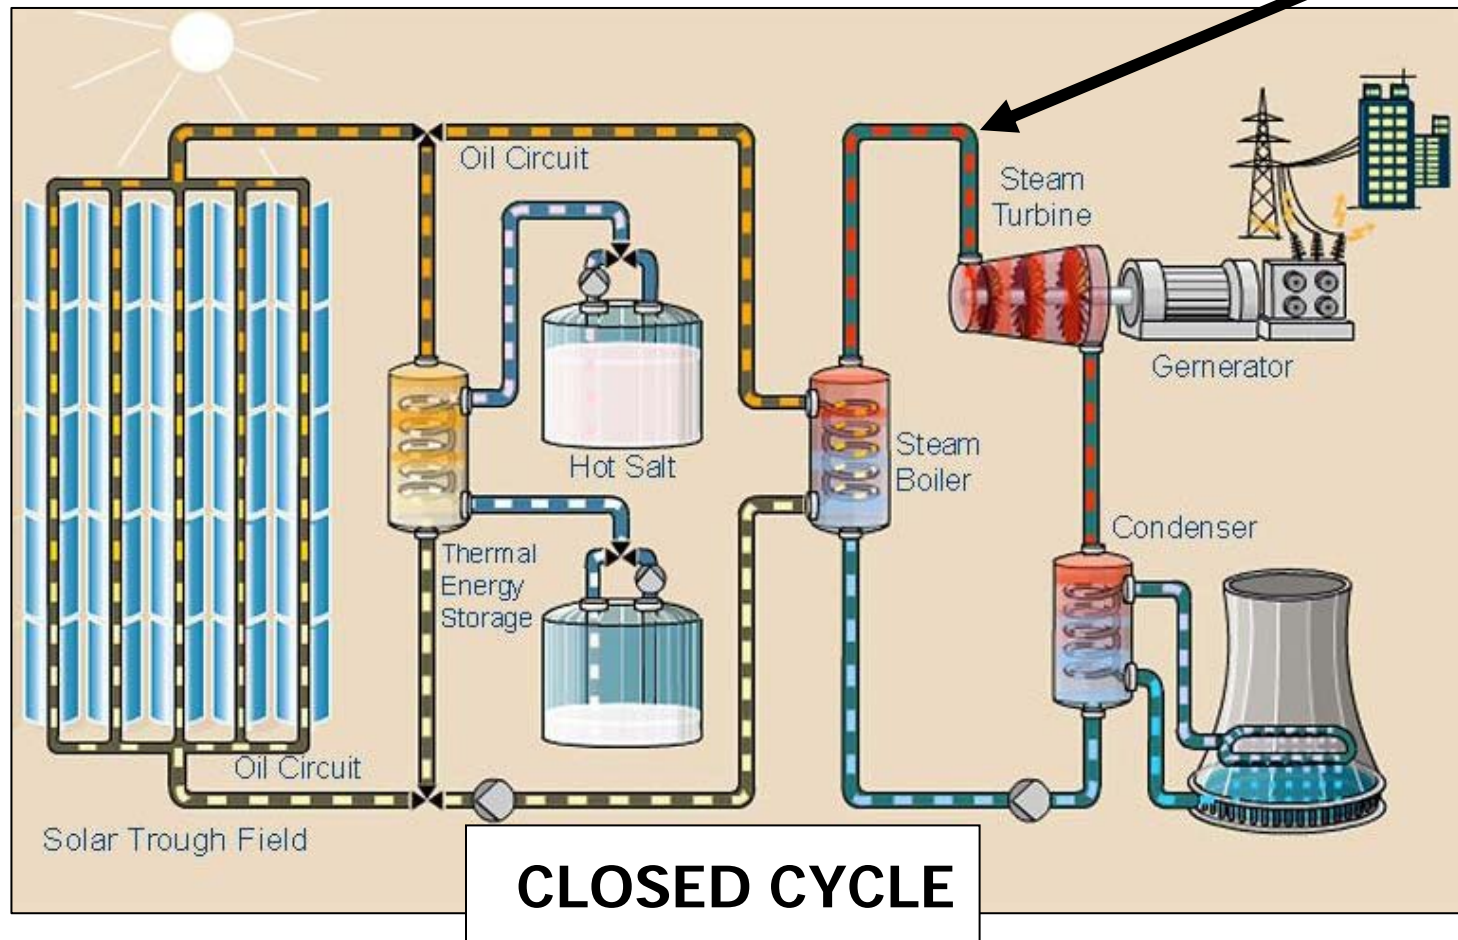 Oil Circuit
Steam
Turbine
Gernerator
Hot Salt
Steam
Boiler
Condenser
Thermal
Energy
Storage
Oil Circuit
Solar Trough Field
CLOSED CYCLE